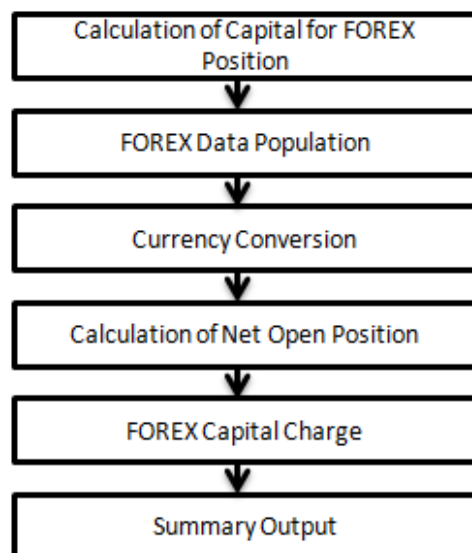 Calculation of Capital for FOREX
Position
FOREX Data Population
Currency Conversion
Calculation of Net Open Position
FOREX Capital Charge
Summary Output